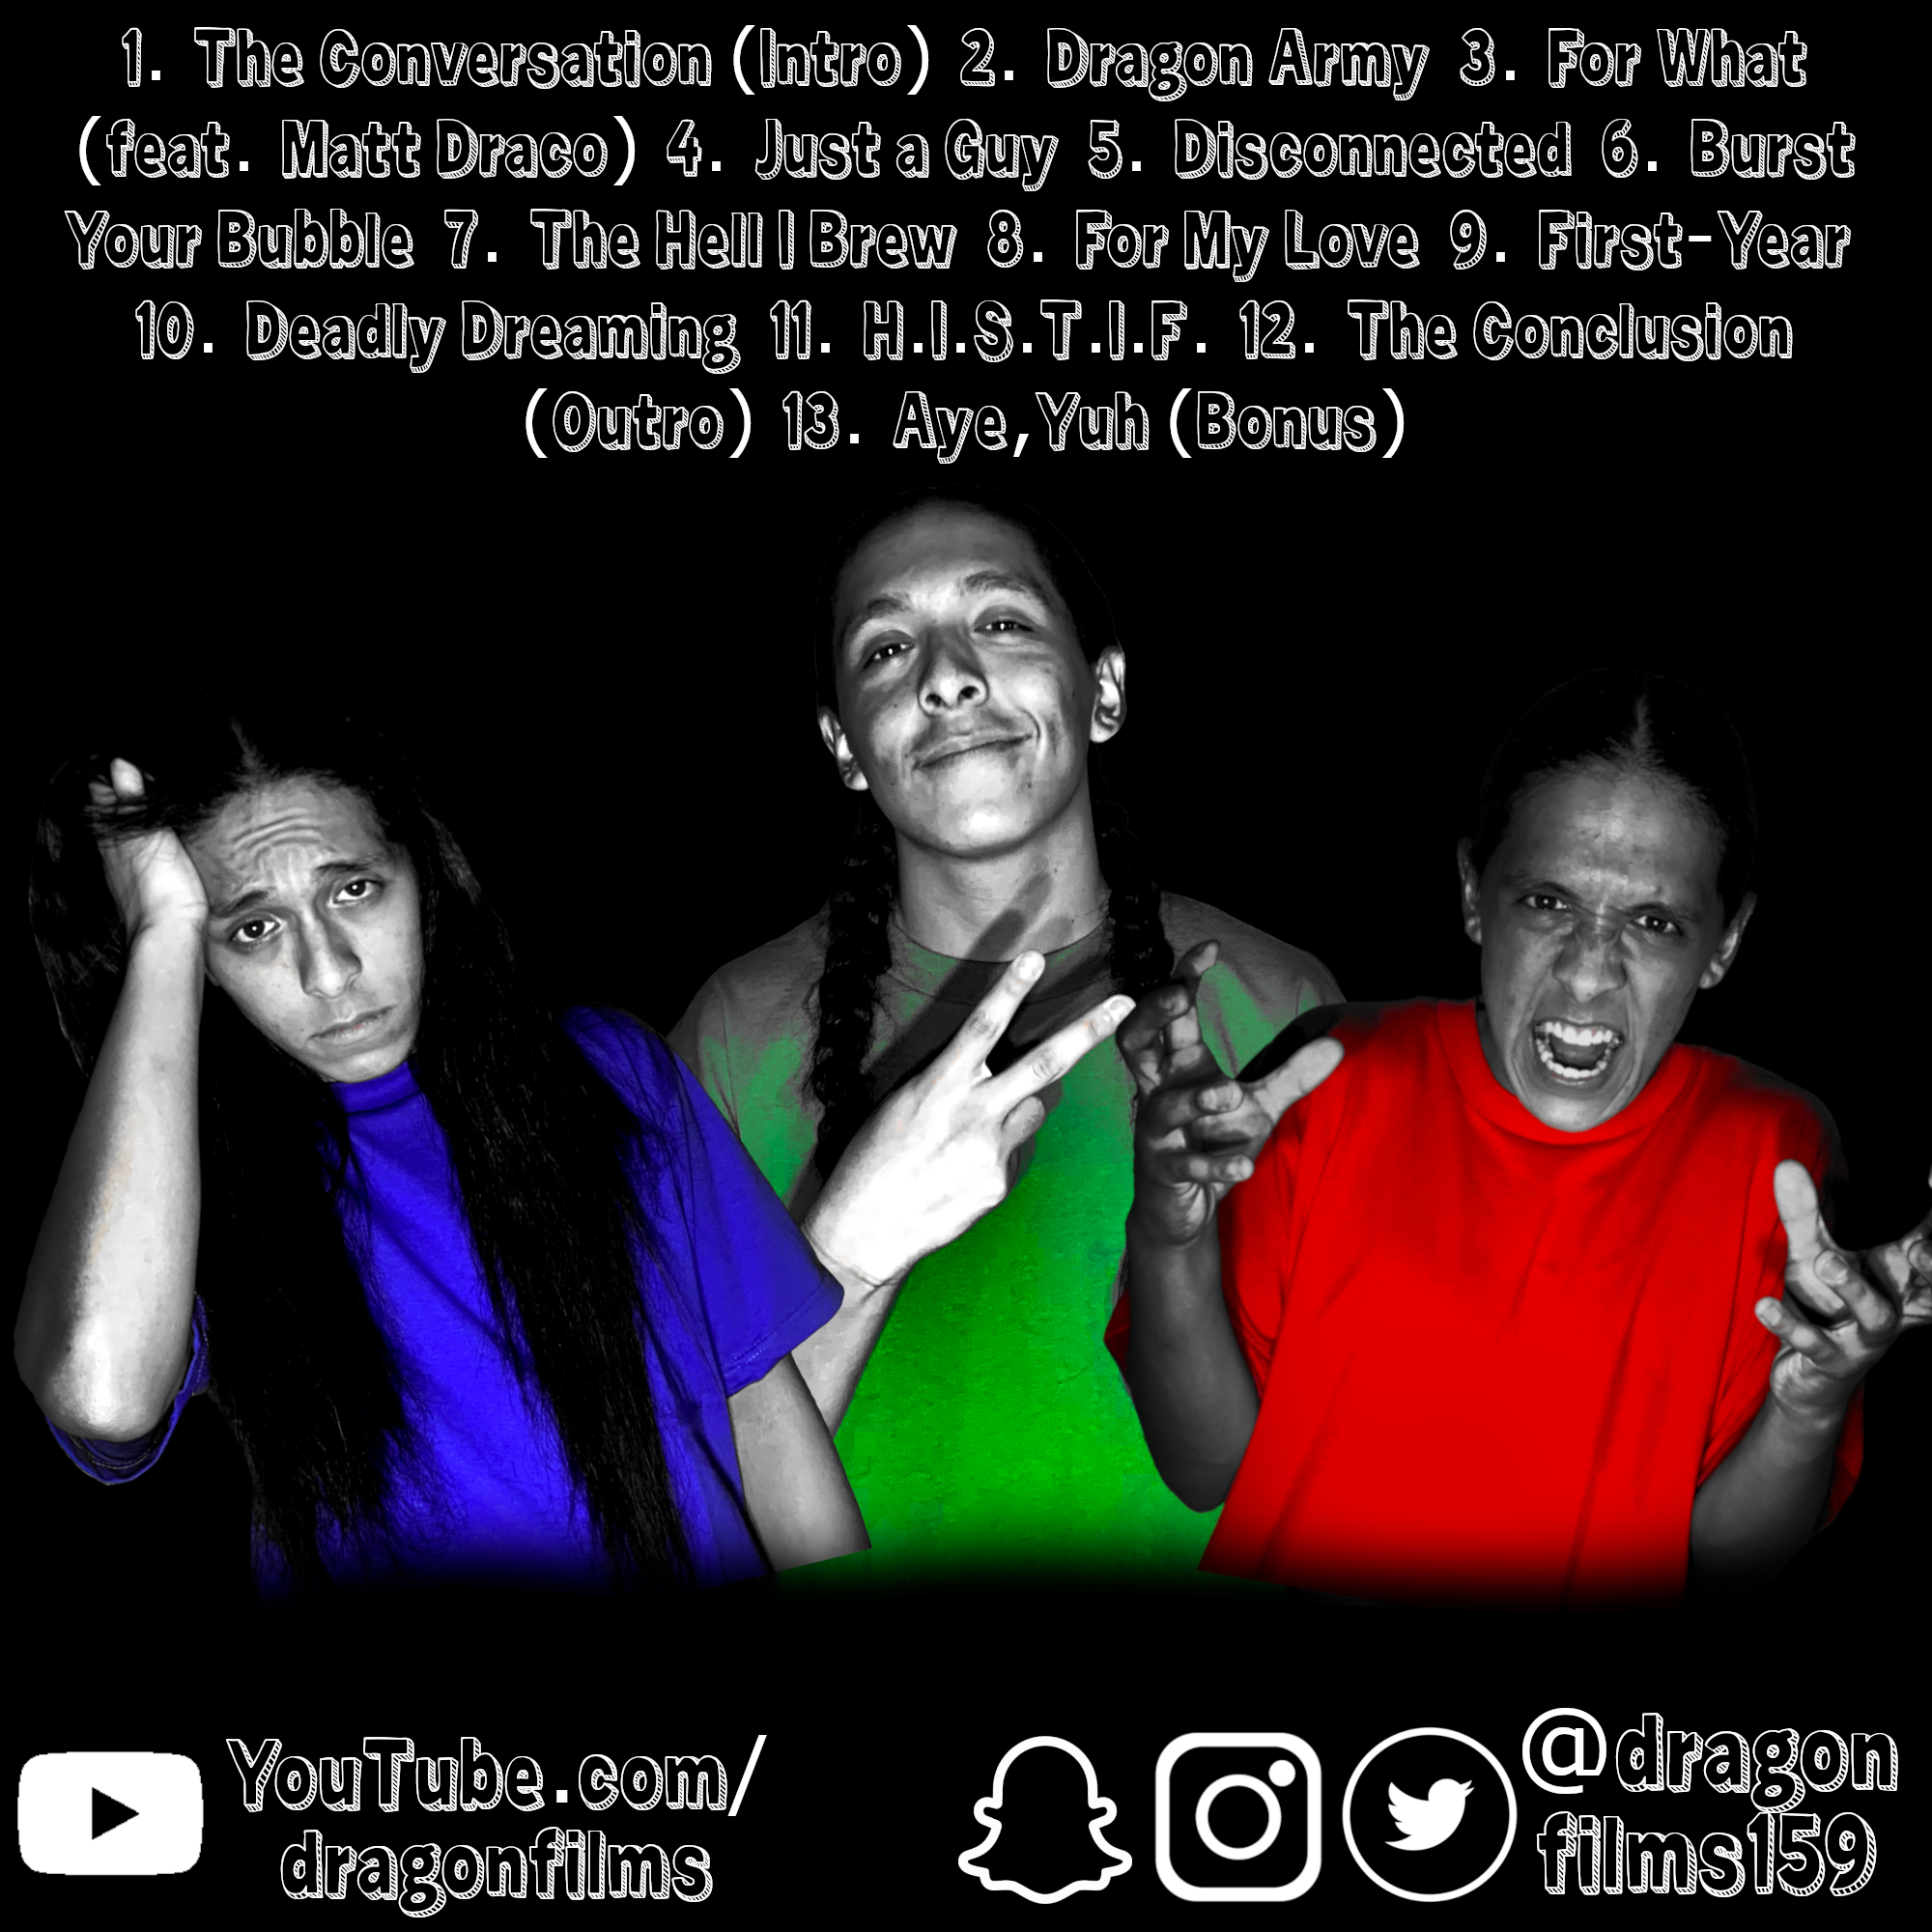 1. The Conversation (Intro) 2. Dragon Army 3. For What
(feat. Matt Draco) 4. Just a Guy 5. Disconnected 6. Burst
Your Bubble 7. The Hell I Brew 8. For My Love 9. First-Year
10. Deadly Dreaming 11. H.I.S.T.I.F. 12. The Conclusion
(Outro) 13. Aye,Yuh (Bonus)
YouTube.com/
dragonfilms
@dragon
films159